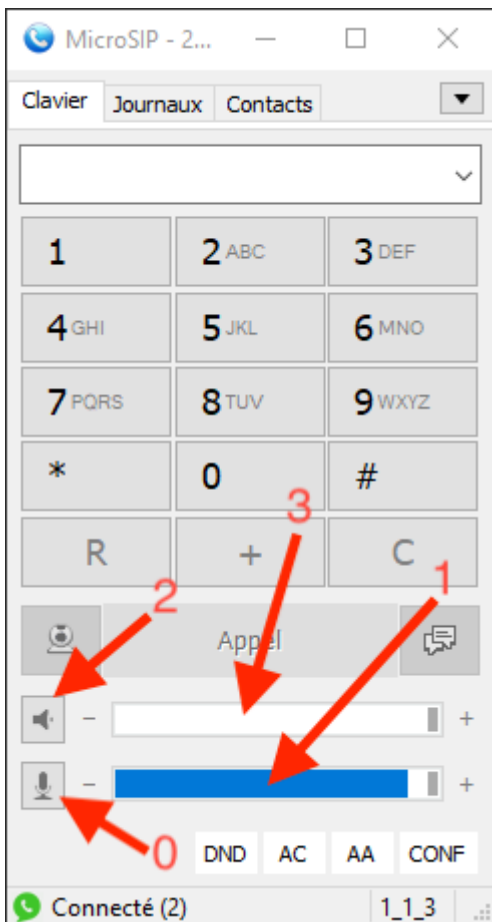 MicroSIP - 2...
Clavier Journaux Contacts
1 2 ABC 3 DEF
4 GHI 5 JKL 6 MNO
7 PQRS 8 TUV 9 WXYZ
* 0 #
3
R + C
1
2
Appel
- +
- +
0
DND AC AA CONF
Connecté (2) 1_1_3